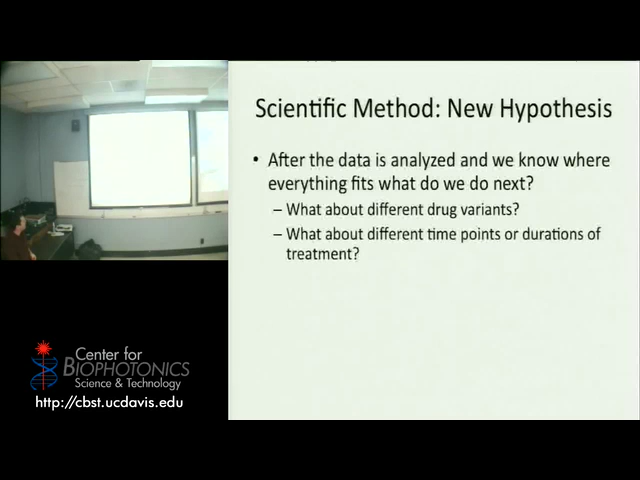 Scientific Method: New Hypothesis
• After the data is analyzed and we know where
everything fits what do we do next?
– What about different drug variants?
– What about different time points or durations of
treatment?
Center for
BIOPHOTONICS
Science & Technology
http://cbst.ucdavis.edu